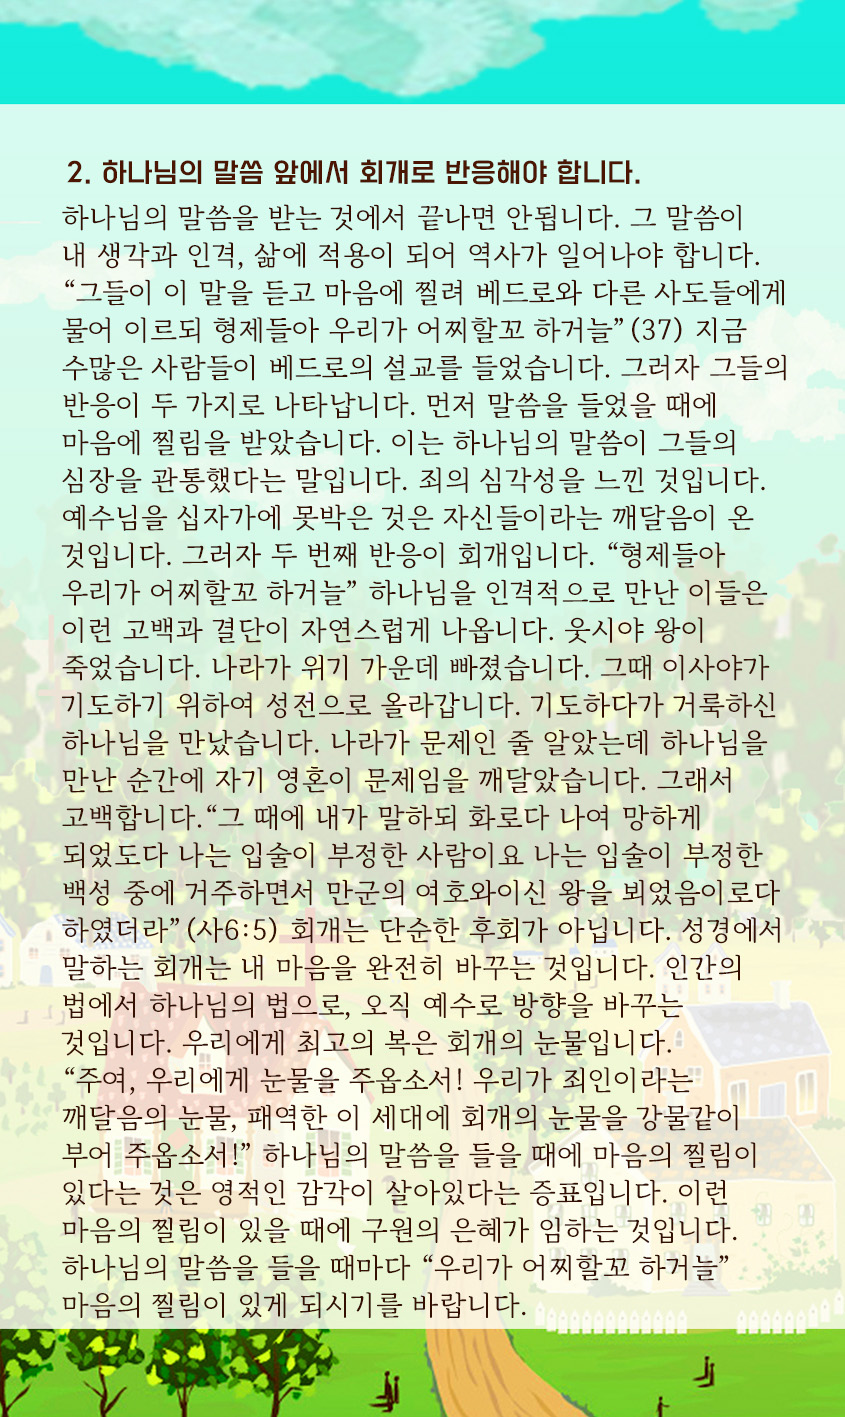 2. 하나님의 말씀 앞에서 회개로 반응해야 합니다.
하나님의 말씀을 받는 것에서 끝나면 안됩니다. 그 말씀이
내 생각과 인격, 삶에 적용이 되어 역사가 일어나야 합니다.
“그들이 이 말을 듣고 마음에 찔려 베드로와 다른 사도들에게
물어 이르되 형제들아 우리가 어찌할꼬 하거늘”(37) 지금
수많은 사람들이 베드로의 설교를 들었습니다. 그러자 그들의
반응이 두 가지로 나타납니다. 먼저 말씀을 들었을 때에
마음에 찔림을 받았습니다. 이는 하나님의 말씀이 그들의
심장을 관통했다는 말입니다. 죄의 심각성을 느낀 것입니다.
예수님을 십자가에 못박은 것은 자신들이라는 깨달음이 온
것입니다. 그러자 두 번째 반응이 회개입니다. “형제들아
우리가 어찌할꼬 하거늘” 하나님을 인격적으로 만난 이들은
이런 고백과 결단이 자연스럽게 나옵니다. 웃시야 왕이
죽었습니다. 나라가 위기 가운데 빠졌습니다. 그때 이사야가
기도하기 위하여 성전으로 올라갑니다. 기도하다가 거룩하신
하나님을 만났습니다. 나라가 문제인 줄 알았는데 하나님을
만난 순간에 자기 영혼이 문제임을 깨달았습니다. 그래서
고백합니다.“그 때에 내가 말하되 화로다 나여 망하게
되었도다 나는 입술이 부정한 사람이요 나는 입술이 부정한
백성 중에 거주하면서 만군의 여호와이신 왕을 뵈었음이로다
하였더라”(사6:5) 회개는 단순한 후회가 아닙니다. 성경에서
말하는 회개는 내 마음을 완전히 바꾸는 것입니다. 인간의
법에서 하나님의 법으로, 오직 예수로 방향을 바꾸는
것입니다. 우리에게 최고의 복은 회개의 눈물입니다.
“주여, 우리에게 눈물을 주옵소서! 우리가 죄인이라는
깨달음의 눈물, 패역한 이 세대에 회개의 눈물을 강물같이
부어 주옵소서!” 하나님의 말씀을 들을 때에 마음의 찔림이
있다는 것은 영적인 감각이 살아있다는 증표입니다. 이런
마음의 찔림이 있을 때에 구원의 은혜가 임하는 것입니다.
하나님의 말씀을 들을 때마다 “우리가 어찌할꼬 하거늘”
마음의 찔림이 있게 되시기를 바랍니다.